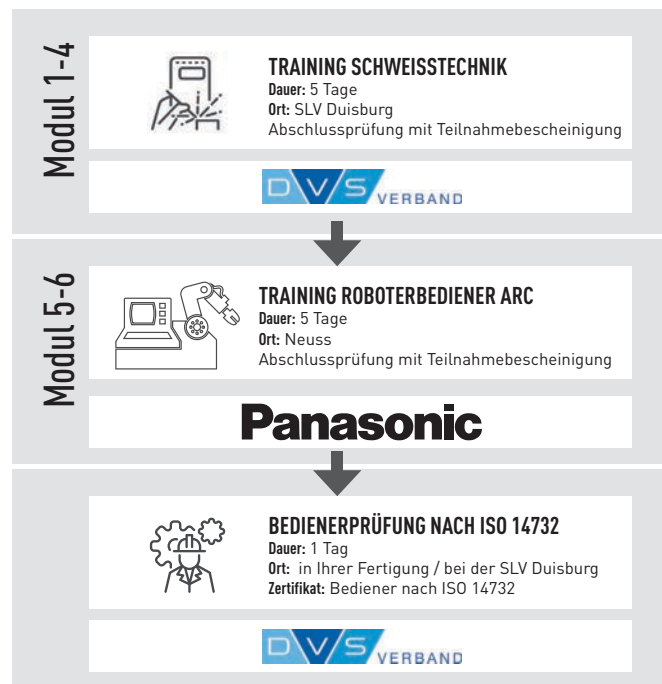 Modul 1-4
TRAINING SCHWEISSTECHNIK
Dauer: 5 Tage
Ort: SLV Duisburg
Abschlussprüfung mit Teilnahmebescheinigung
DVS VERBAND
Modul 5-6
TRAINING ROBOTERBEDIENER ARC
Dauer: 5 Tage
Ort: Neuss
Abschlussprüfung mit Teilnahmebescheinigung
Panasonic
BEDIENERPRÜFUNG NACH ISO 14732
Dauer: 1 Tag
Ort: in Ihrer Fertigung / bei der SLV Duisburg
Zertifikat: Bediener nach ISO 14732
DVS VERBAND